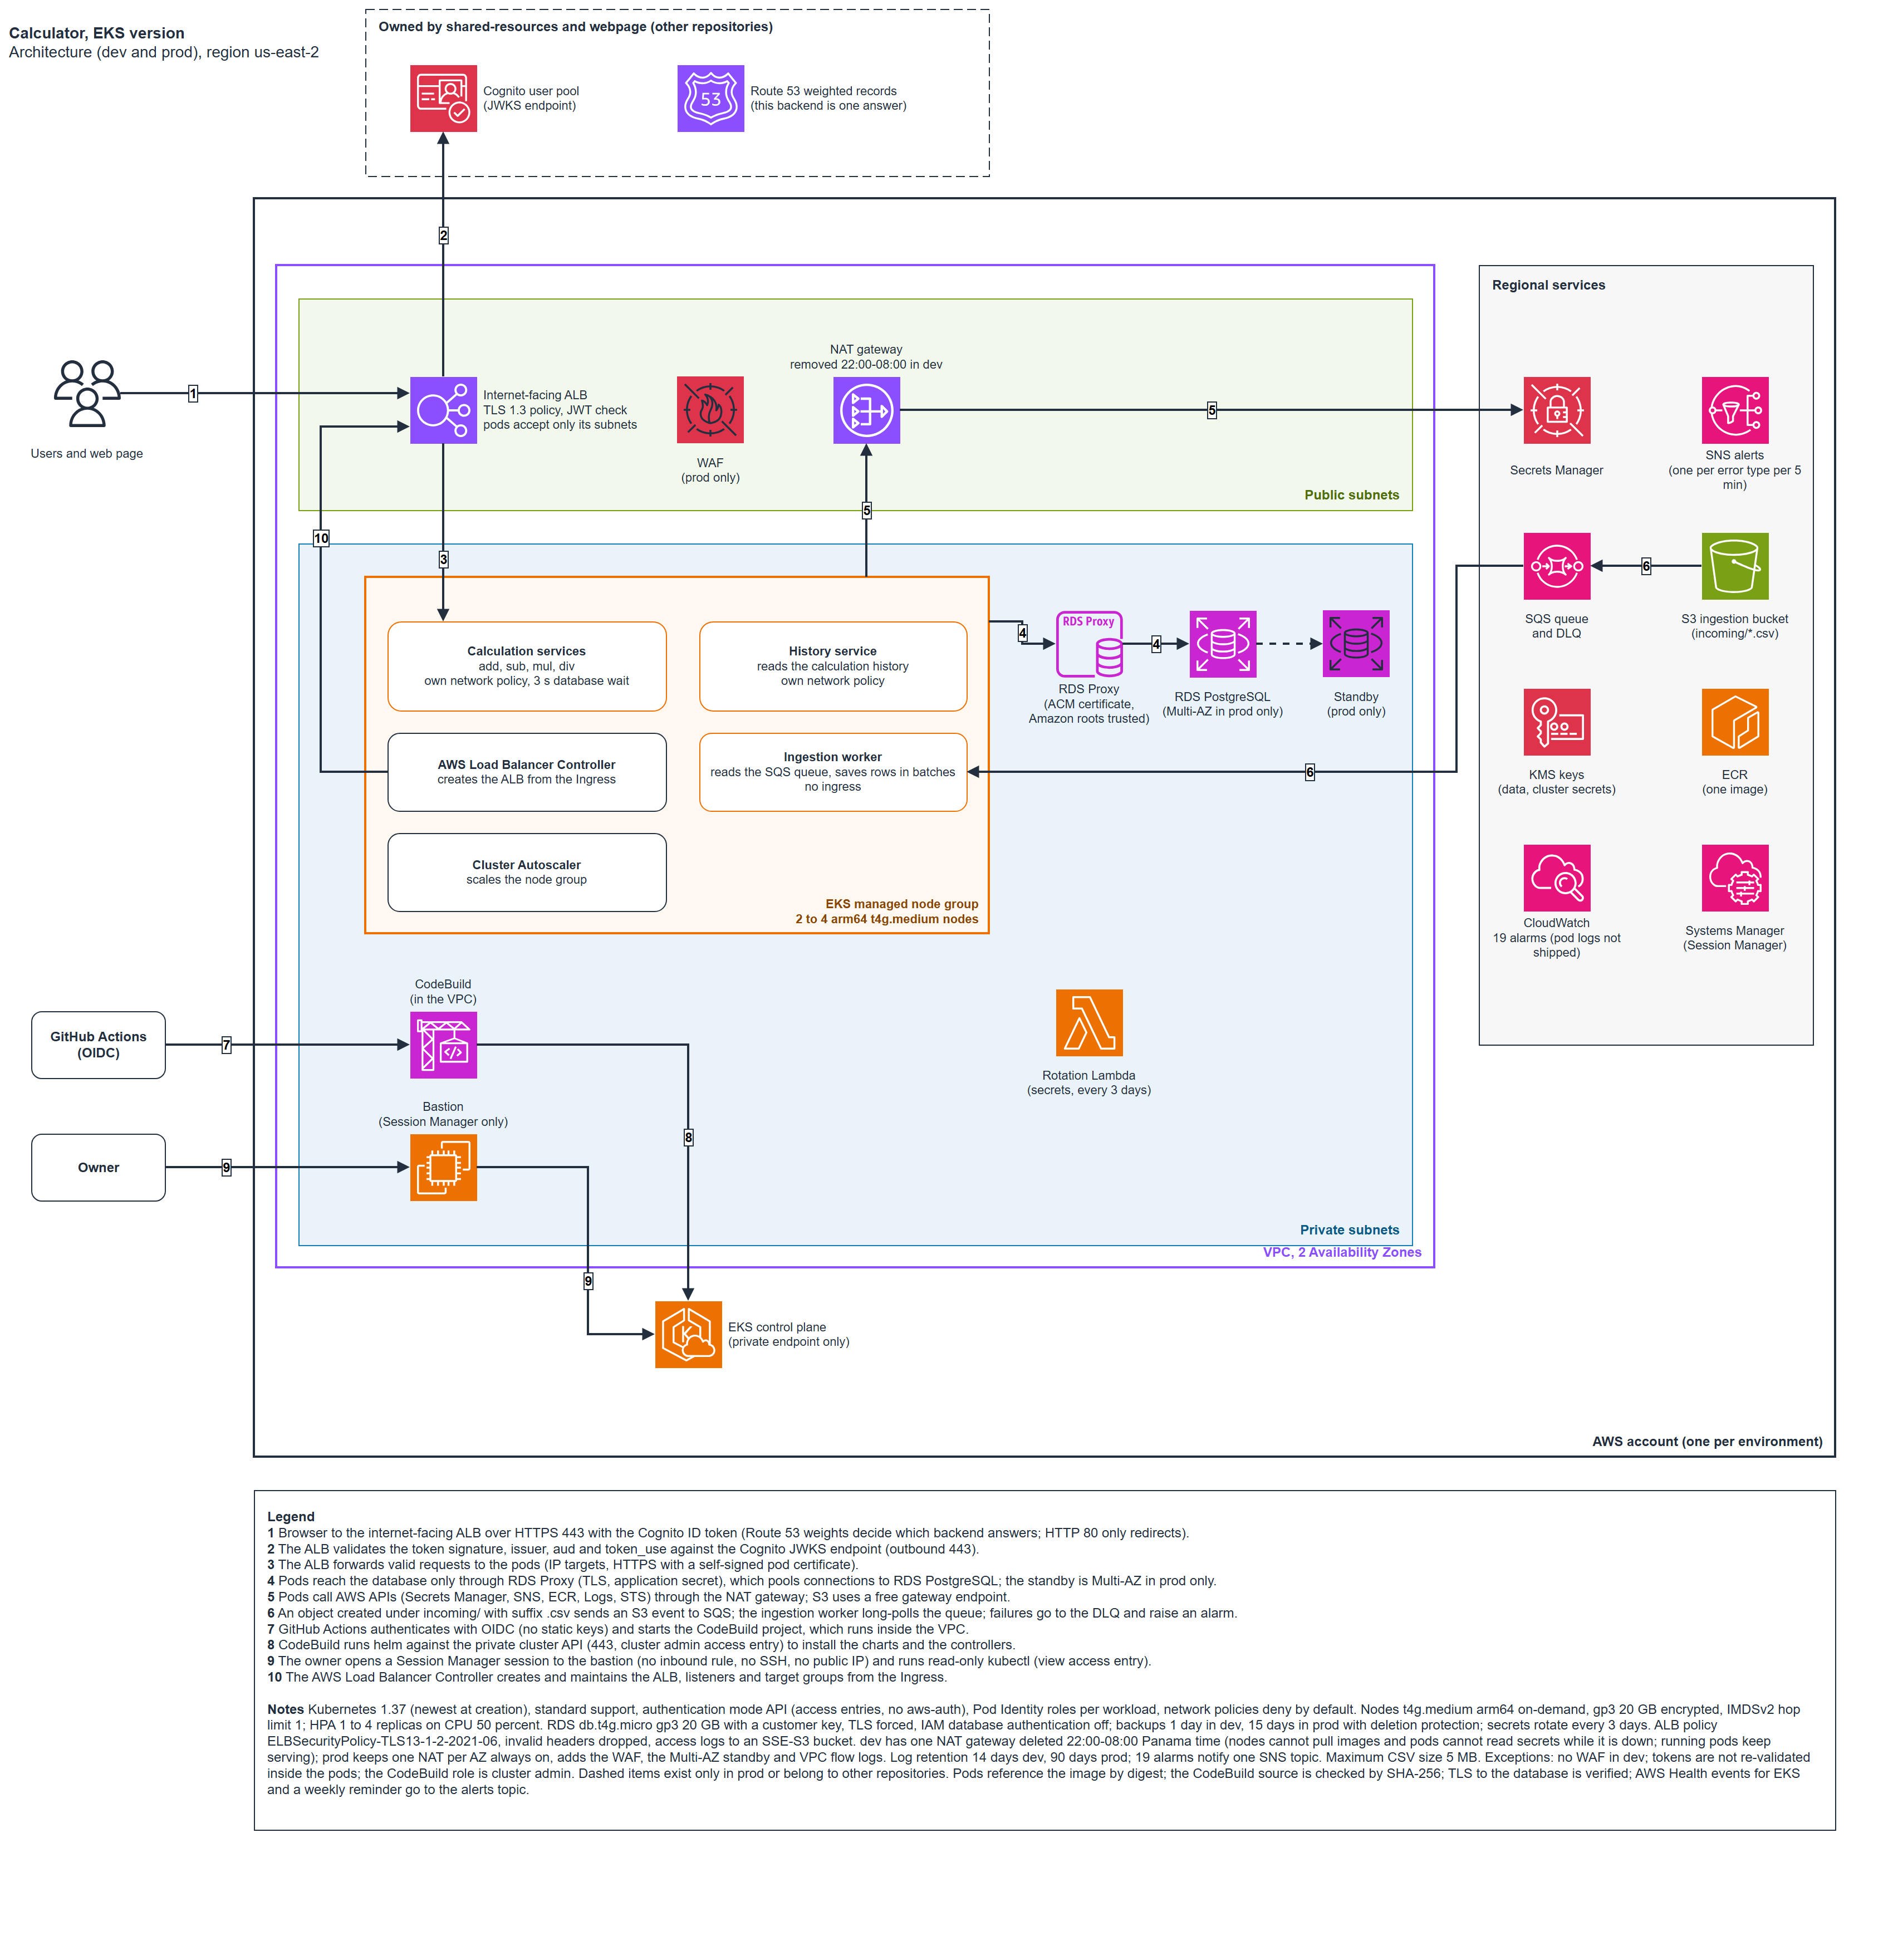 Calculator, EKS version
Architecture (dev and prod), region us-east-2
Owned by shared-resources and webpage (other repositories)
Cognito user pool
(JWKS endpoint)
53
Route 53 weighted records
(this backend is one answer)
2
Regional services
NAT gateway
removed 22:00-08:00 in dev
1
Internet-facing ALB
TLS 1.3 policy, JWT check
pods accept only its subnets
5
Users and web page
WAF
(prod only)
Secrets Manager
SNS alerts
(one per error type per 5
min)
Public subnets
5
10
3
6
SQS queue
and DLQ
S3 ingestion bucket
(incoming/*.csv)
Calculation services
add, sub, mul, div
own network policy, 3 s database wait
History service
reads the calculation history
own network policy
4
RDS Proxy
4
RDS Proxy
(ACM certificate,
Amazon roots trusted)
RDS PostgreSQL
(Multi-AZ in prod only)
Standby
(prod only)
AWS Load Balancer Controller
creates the ALB from the Ingress
Ingestion worker
reads the SQS queue, saves rows in batches
no ingress
6
KMS keys
(data, cluster secrets)
ECR
(one image)
Cluster Autoscaler
scales the node group
EKS managed node group
2 to 4 arm64 t4g.medium nodes
CloudWatch
19 alarms (pod logs not
shipped)
Systems Manager
(Session Manager)
CodeBuild
(in the VPC)
GitHub Actions
(OIDC)
7
</>
Rotation Lambda
(secrets, every 3 days)
Bastion
(Session Manager only)
8
Owner
9
Private subnets
VPC, 2 Availability Zones
9
K
EKS control plane
(private endpoint only)
AWS account (one per environment)
Legend
1 Browser to the internet-facing ALB over HTTPS 443 with the Cognito ID token (Route 53 weights decide which backend answers; HTTP 80 only redirects).
2 The ALB validates the token signature, issuer, aud and token_use against the Cognito JWKS endpoint (outbound 443).
3 The ALB forwards valid requests to the pods (IP targets, HTTPS with a self-signed pod certificate).
4 Pods reach the database only through RDS Proxy (TLS, application secret), which pools connections to RDS PostgreSQL; the standby is Multi-AZ in prod only.
5 Pods call AWS APIs (Secrets Manager, SNS, ECR, Logs, STS) through the NAT gateway; S3 uses a free gateway endpoint.
6 An object created under incoming/ with suffix .csv sends an S3 event to SQS; the ingestion worker long-polls the queue; failures go to the DLQ and raise an alarm.
7 GitHub Actions authenticates with OIDC (no static keys) and starts the CodeBuild project, which runs inside the VPC.
8 CodeBuild runs helm against the private cluster API (443, cluster admin access entry) to install the charts and the controllers.
9 The owner opens a Session Manager session to the bastion (no inbound rule, no SSH, no public IP) and runs read-only kubectl (view access entry).
10 The AWS Load Balancer Controller creates and maintains the ALB, listeners and target groups from the Ingress.
Notes Kubernetes 1.37 (newest at creation), standard support, authentication mode API (access entries, no aws-auth), Pod Identity roles per workload, network policies deny by default. Nodes t4g.medium arm64 on-demand, gp3 20 GB encrypted, IMDSv2 hop
limit 1; HPA 1 to 4 replicas on CPU 50 percent. RDS db.t4g.micro gp3 20 GB with a customer key, TLS forced, IAM database authentication off; backups 1 day in dev, 15 days in prod with deletion protection; secrets rotate every 3 days. ALB policy
ELBSecurityPolicy-TLS13-1-2-2021-06, invalid headers dropped, access logs to an SSE-S3 bucket. dev has one NAT gateway deleted 22:00-08:00 Panama time (nodes cannot pull images and pods cannot read secrets while it is down; running pods keep
serving); prod keeps one NAT per AZ always on, adds the WAF, the Multi-AZ standby and VPC flow logs. Log retention 14 days dev, 90 days prod; 19 alarms notify one SNS topic. Maximum CSV size 5 MB. Exceptions: no WAF in dev; tokens are not re-validated
inside the pods; the CodeBuild role is cluster admin. Dashed items exist only in prod or belong to other repositories. Pods reference the image by digest; the CodeBuild source is checked by SHA-256; TLS to the database is verified; AWS Health events for EKS
and a weekly reminder go to the alerts topic.